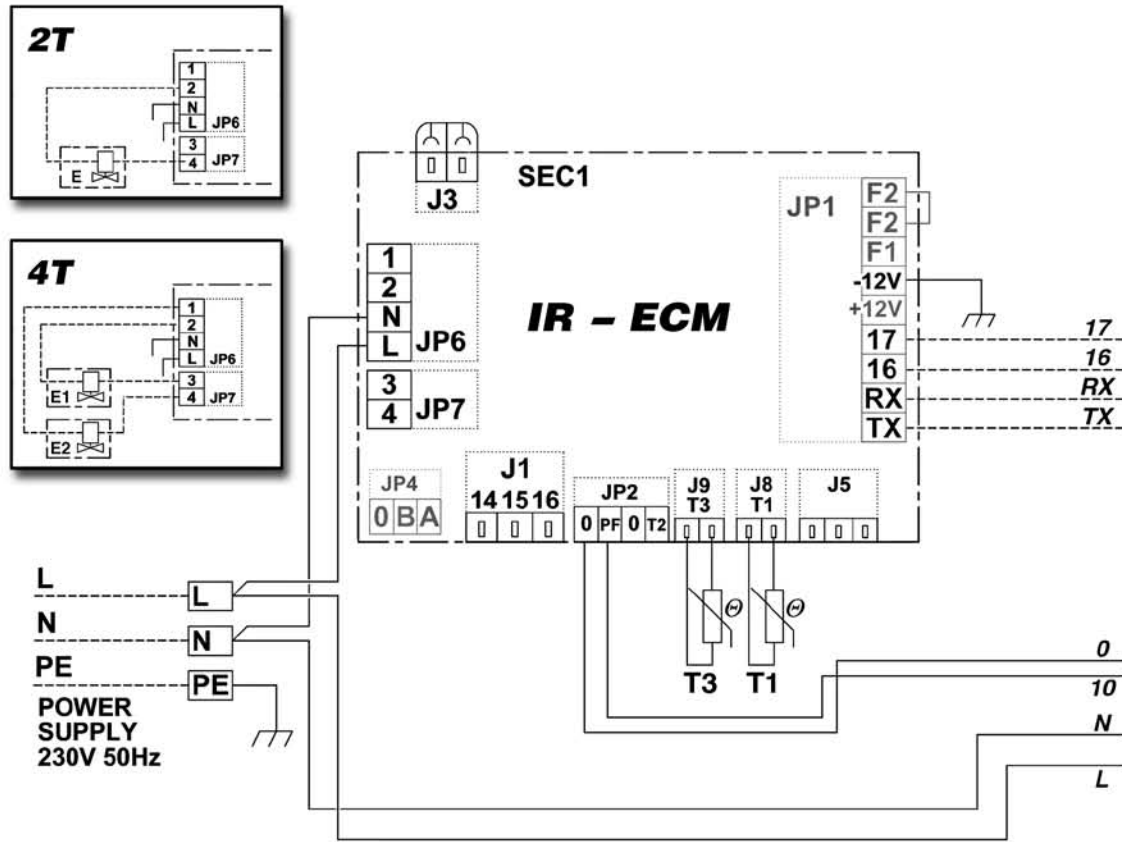 2T
1
2
N
L JP6
3
4 JP7
E
4T
1
2
N
L JP6
3
4 JP7
E1
E2
J3
SEC1
JP1
F2
F2
F1
-12V
+12V
17
16
RX
TX
17
16
RX
TX
1
2
N
L JP6
3
4 JP7
IR – ECM
JP4
0 B A
J1
14 15 16
JP2
0 PF 0 T2
J9
T3
J8
T1
J5
Θ
Θ
T3
T1
L
L
N
N
PE
PE
POWER
SUPPLY
230V 50Hz
0
10
N
L